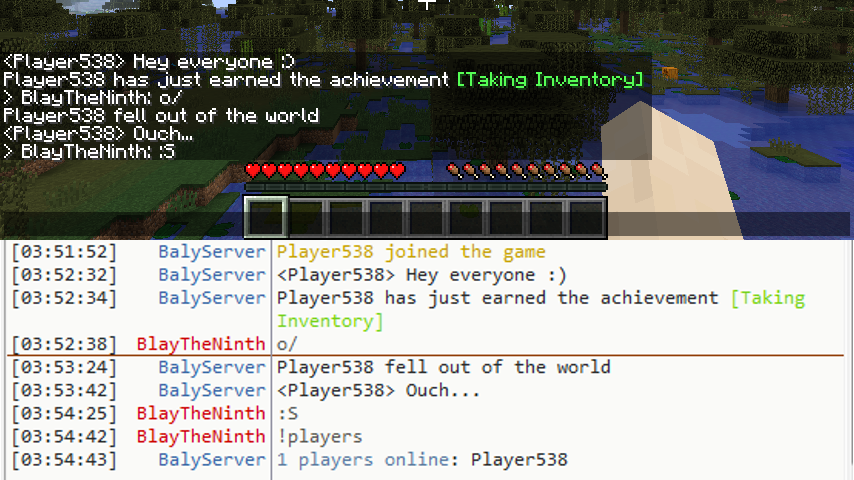 <Player538> Hey everyone :)
Player538 has just earned the achievement [Taking Inventory]
> BlayTheNinth: o/
Player538 fell out of the world
<Player538> Ouch...
> BlayTheNinth: :S
[03:51:52] BalyServer Player538 joined the game
[03:52:32] BalyServer <Player538> Hey everyone :)
[03:52:34] BalyServer Player538 has just earned the achievement [Taking
Inventory]
[03:52:38] BlayTheNinth o/
[03:53:24] BalyServer Player538 fell out of the world
[03:53:42] BalyServer <Player538> Ouch...
[03:54:25] BlayTheNinth :S
[03:54:42] BlayTheNinth !players
[03:54:43] BalyServer 1 players online: Player538